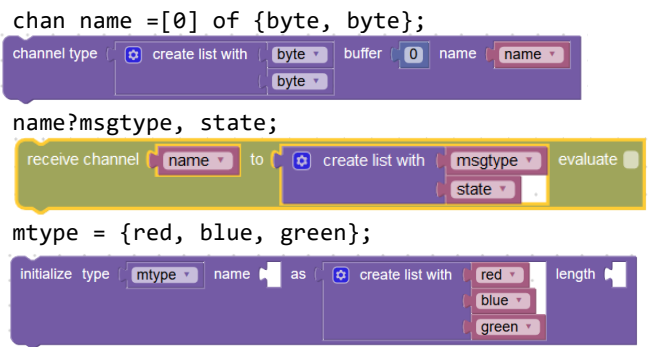 chan name =[0] of {byte, byte};
channel type create list with byte buffer 0 name name
byte
name?msgtype, state;
receive channel name to create list with msgtype evaluate
state
mtype = {red, blue, green};
initialize type mtype name as create list with red length
blue
green